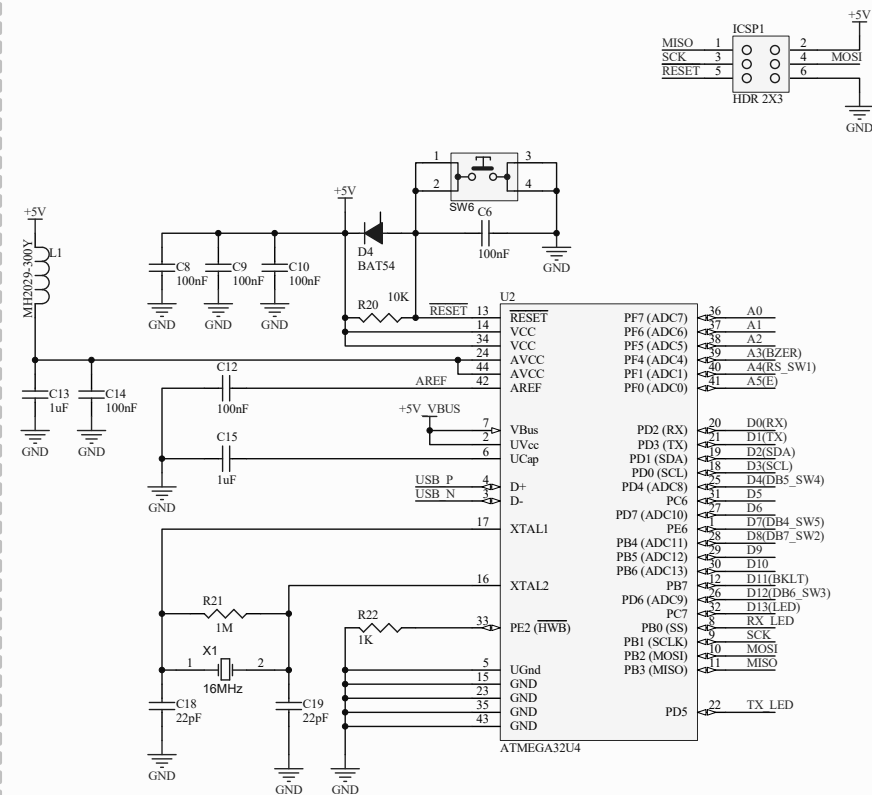 +5V
ICSP1
MISO 1 2
SCK 3 4 MOSI
RESET 5 6
HDR 2X3
GND
1 3
2 4
SW6
+5V
C6
100nF
D4
BAT54
GND
+5V
L1
MH2029-300Y
C8
100nF
C9
100nF
C10
100nF
GND
GND
GND
R20 10K
C13
1uF
C14
100nF
GND
GND
C12
100nF
C15
1uF
GND
+5V_VBUS
U2
RESET 13 RESET
14 VCC
34 VCC
24 AVCC
44 AVCC
AREF 42 AREF
7 VBus
2 UVcc
6 UCap
USB_P 4 D+
USB_N 3 D-
17 XTAL1
16 XTAL2
33 PE2 (HWB)
5 UGnd
15 GND
23 GND
35 GND
43 GND
PF7 (ADC7) 36 A0
PF6 (ADC6) 37 A1
PF5 (ADC5) 38 A2
PF4 (ADC4) 39 A3(BZER)
PF1 (ADC1) 40 A4(RS_SW1)
PF0 (ADC0) 41 A5(E)
PD2 (RX) 20 D0(RX)
PD3 (TX) 21 D1(TX)
PD1 (SDA) 19 D2(SDA)
PD0 (SCL) 18 D3(SCL)
PD4 (ADC8) 25 D4(DB5_SW4)
PC6 31 D5
PD7 (ADC10) 27 D6
PE6 1 D7(DB4_SW5)
PB4 (ADC11) 28 D8(DB7_SW2)
PB5 (ADC12) 29 D9
PB6 (ADC13) 30 D10
PB7 12 D11(BKLT)
PD6 (ADC9) 26 D12(DB6_SW3)
PC7 32 D13(LED)
PB0 (SS) 8 RX_LED
PB1 (SCLK) 9 SCK
PB2 (MOSI) 10 MOSI
PB3 (MISO) 11 MISO
PD5 22 TX_LED
ATMEGA32U4
R21
1M
R22
1K
X1
1 2
16MHz
C18
22pF
C19
22pF
GND
GND
GND